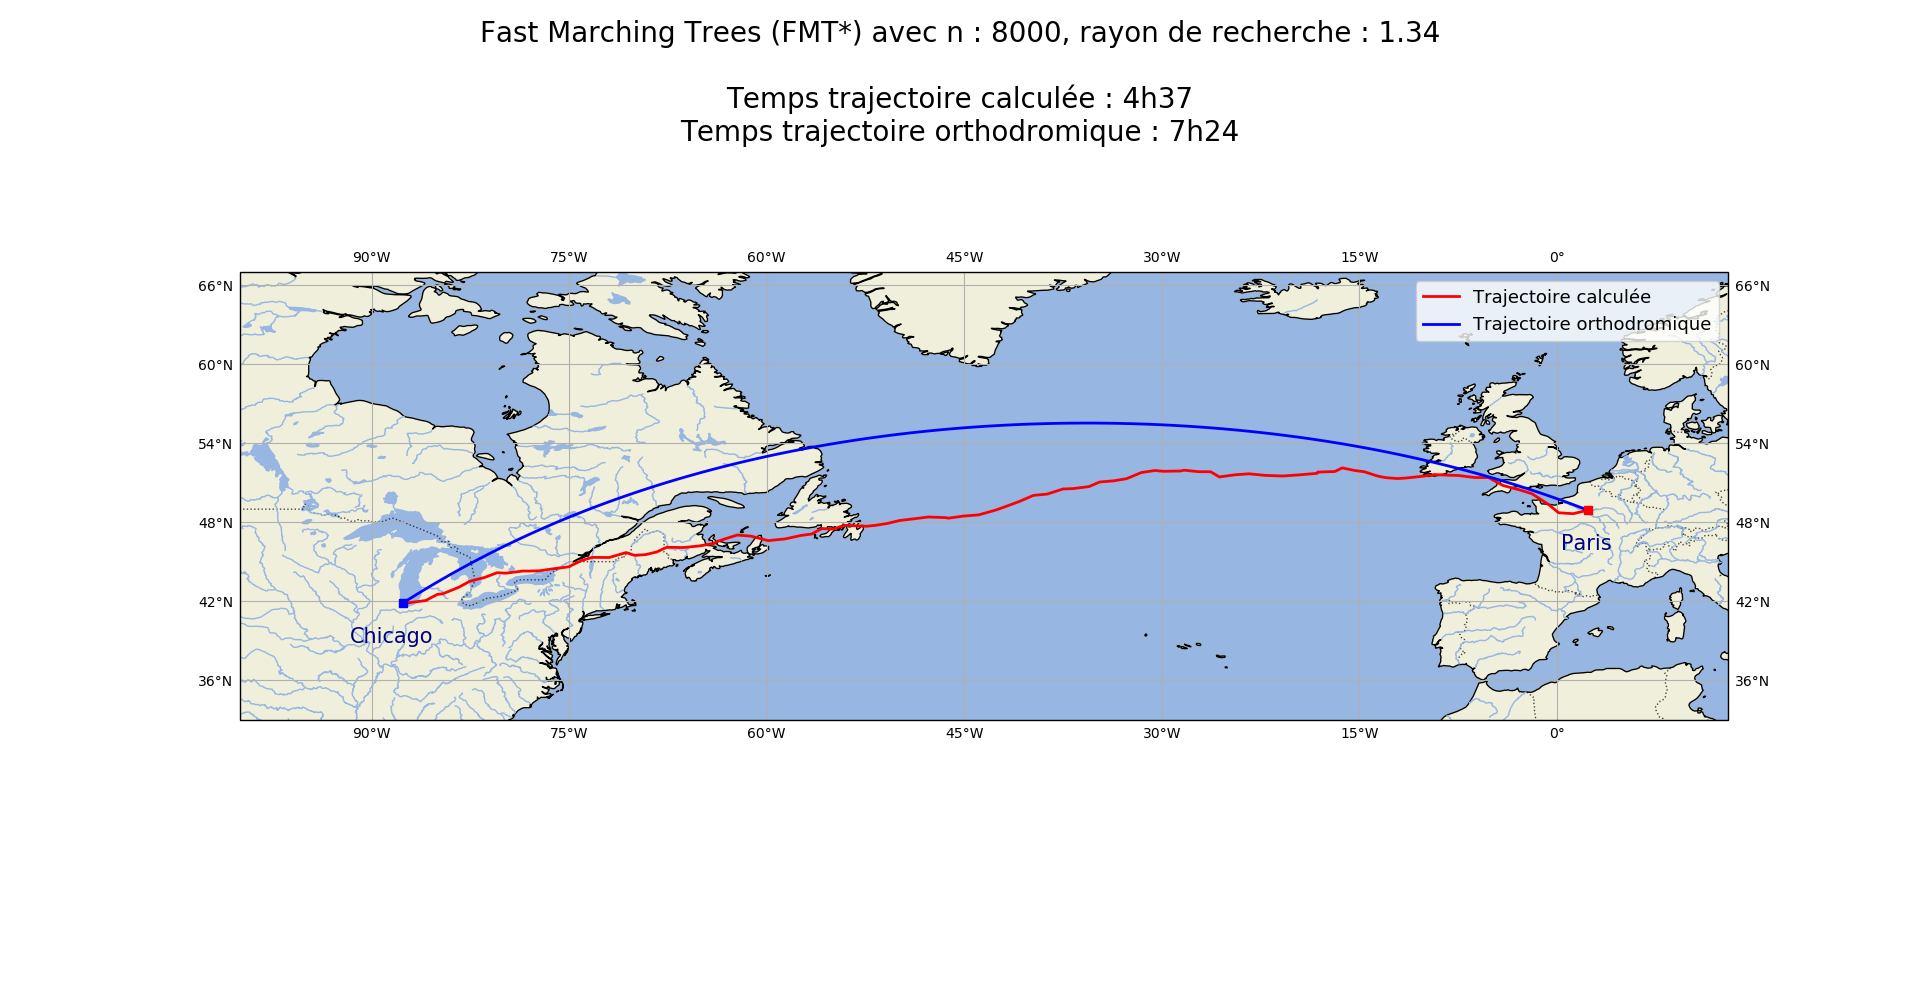 Fast Marching Trees (FMT*) avec n : 8000, rayon de recherche : 1.34
Temps trajectoire calculée : 4h37
Temps trajectoire orthodromique : 7h24
90°W 75°W 60°W 45°W 30°W 15°W 0°
66°N 66°N
Trajectoire calculée
Trajectoire orthodromique
60°N 60°N
54°N 54°N
48°N 48°N
Paris
42°N 42°N
Chicago
36°N 36°N
90°W 75°W 60°W 45°W 30°W 15°W 0°